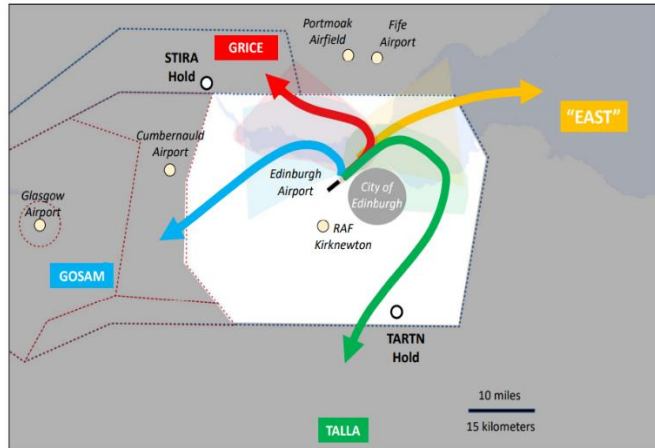 Portmoak
Airfield
Fife
Airport
GRICE
STIRA
Hold
"EAST"
Cumbernauld
Airport
Edinburgh
Airport
City of
Edinburgh
Glasgow
Airport
RAF
Kirknewton
GOSAM
TARTN
Hold
10 miles
15 kilometers
TALLA